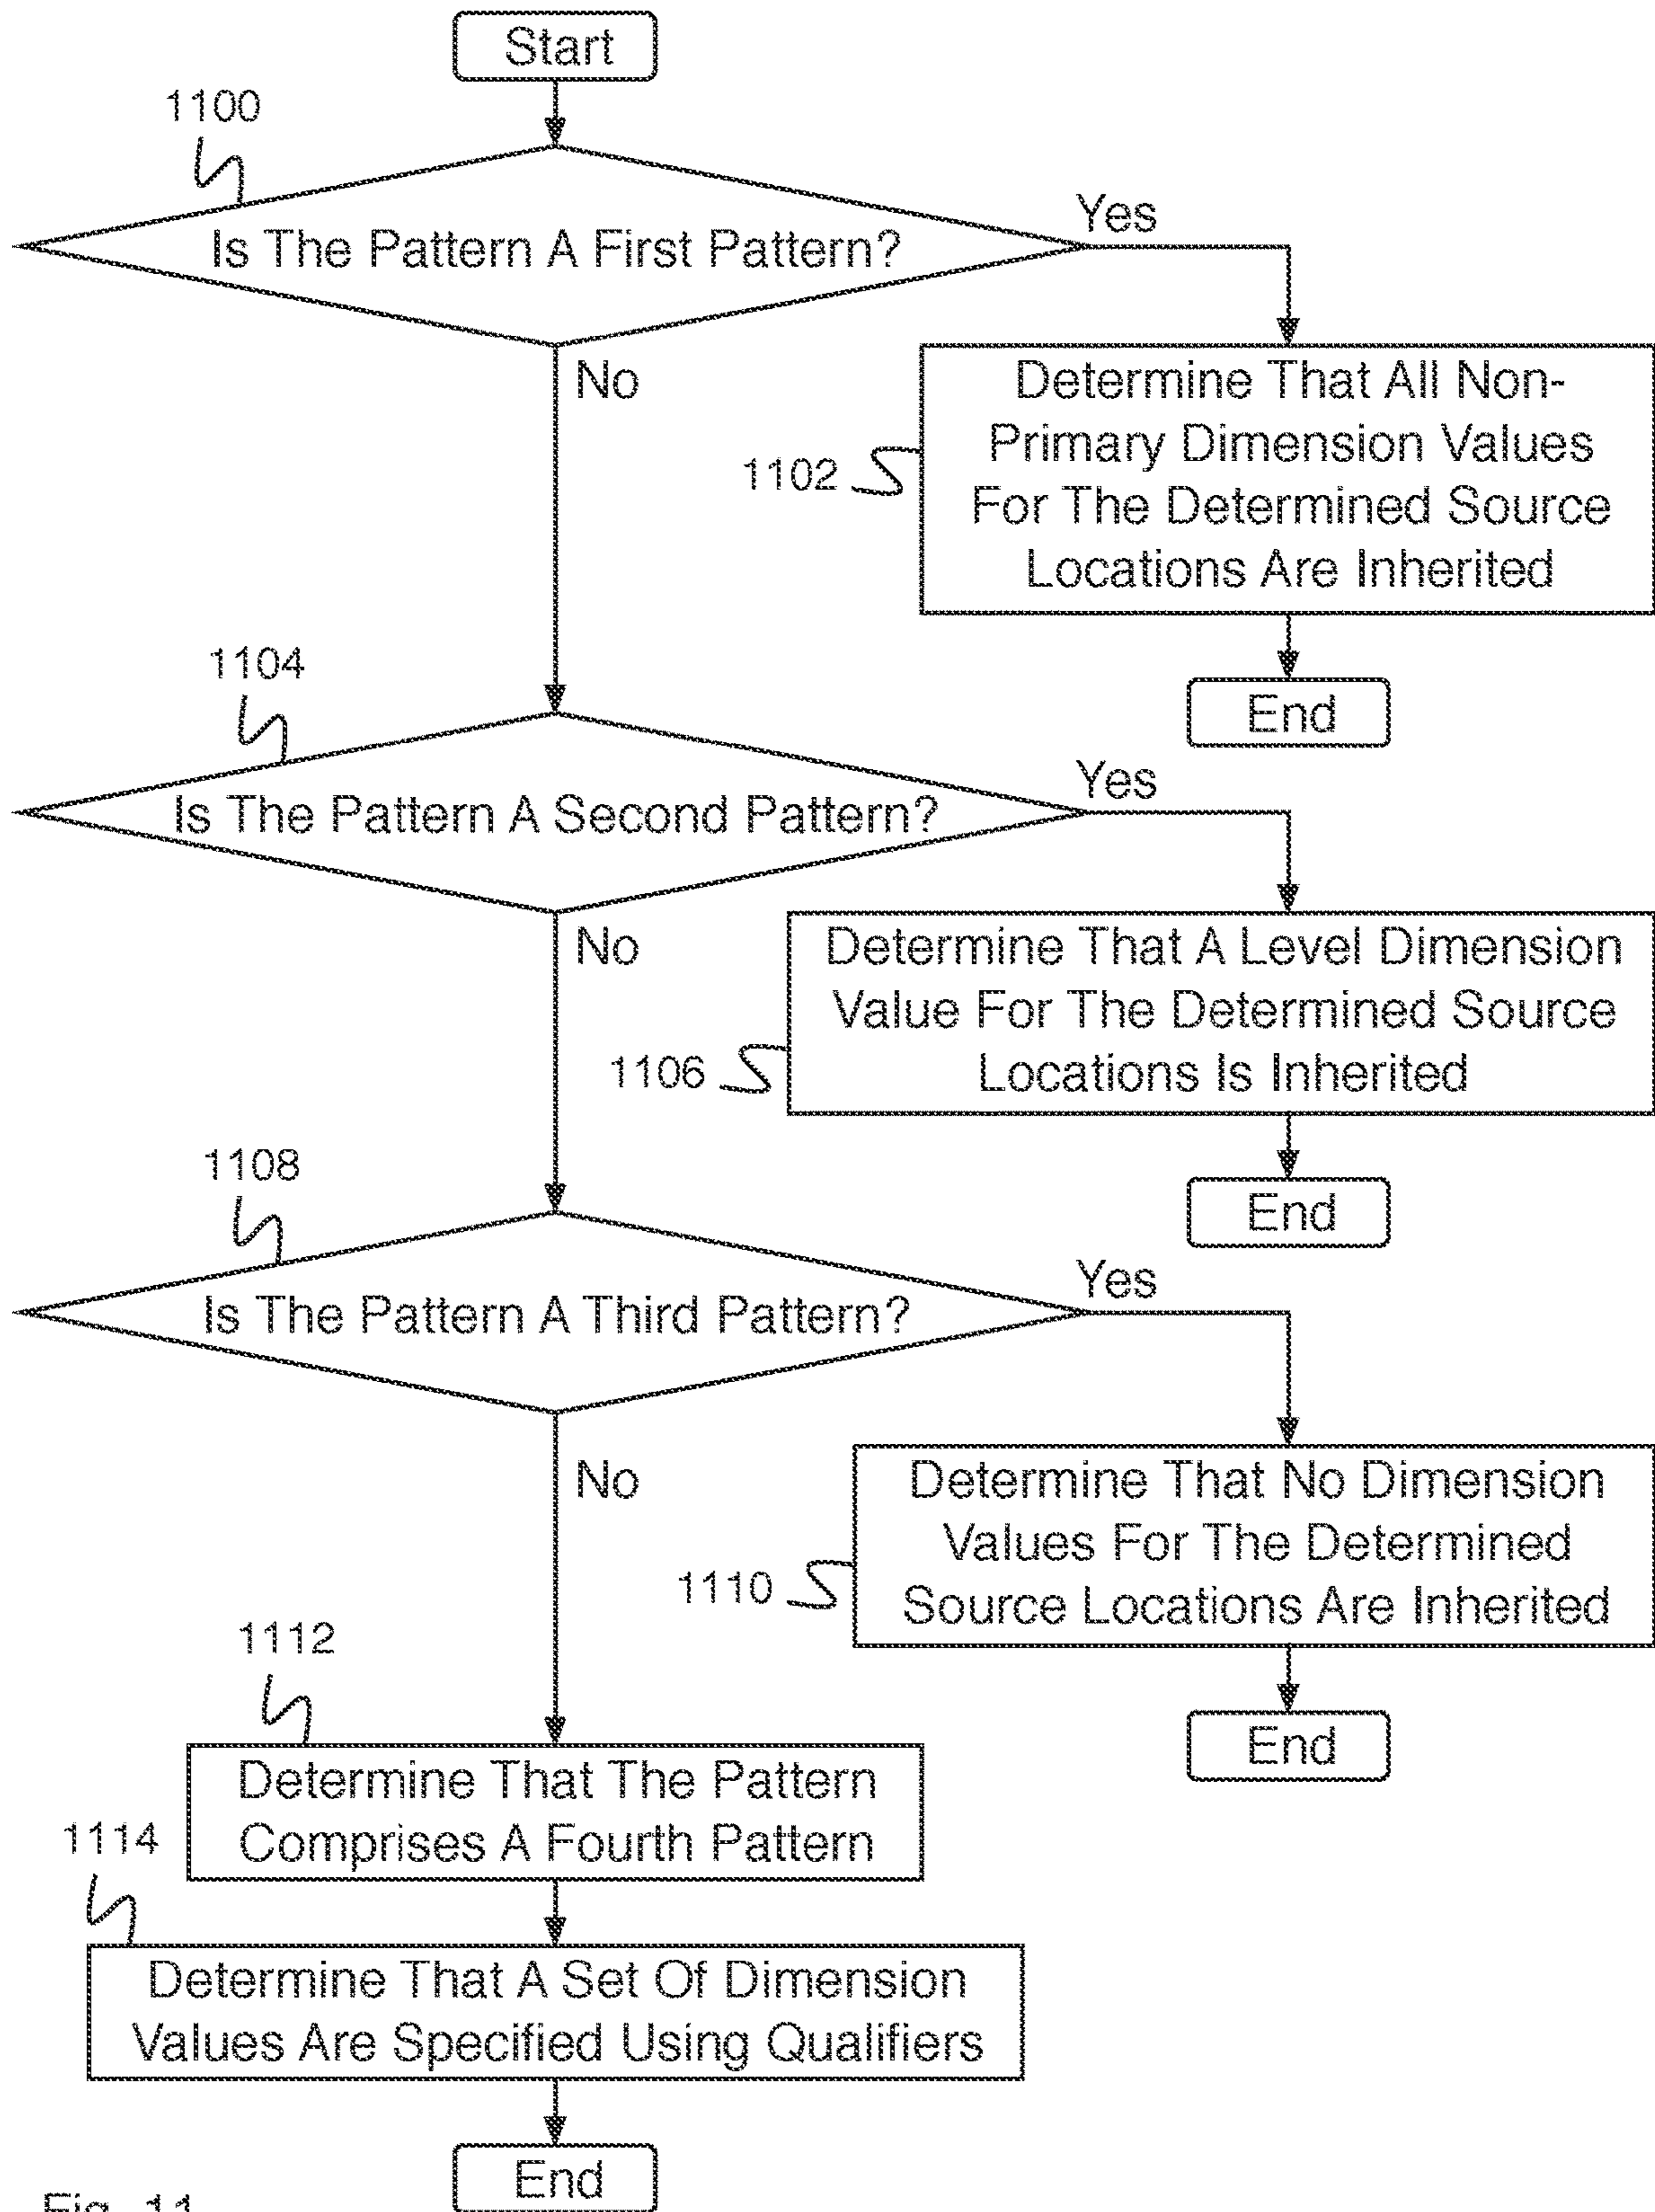 Start
1100
Is The Pattern A First Pattern?
Yes
No
Determine That All Non-
Primary Dimension Values
For The Determined Source
Locations Are Inherited
1102
End
1104
Is The Pattern A Second Pattern?
Yes
No
Determine That A Level Dimension
Value For The Determined Source
Locations Is Inherited
1106
End
1108
Is The Pattern A Third Pattern?
Yes
No
Determine That No Dimension
Values For The Determined
Source Locations Are Inherited
1110
End
1112
Determine That The Pattern
Comprises A Fourth Pattern
1114
Determine That A Set Of Dimension
Values Are Specified Using Qualifiers
End
Fig. 11